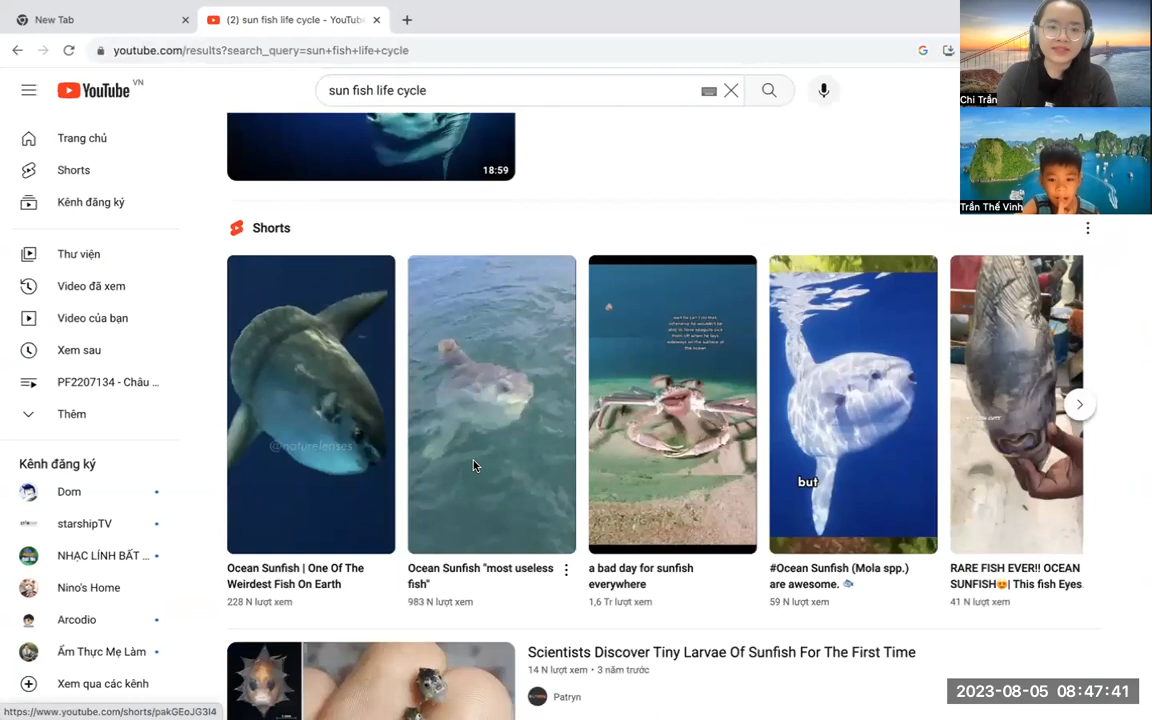 New Tab
(2) sun fish life cycle - YouTube
youtube.com/results?search_query=sun+fish+life+cycle
YouTube VN
sun fish life cycle
Chi Trần
Trần Thế Vinh
Trang chủ
Shorts
Kênh đăng ký
Thư viện
Video đã xem
Video của bạn
Xem sau
PF2207134 - Châu ...
Thêm
Kênh đăng ký
Dom
starshipTV
NHẠC LÍNH BẤT ...
Nino's Home
Arcodio
Ẩm Thực Mẹ Làm
Xem qua các kênh
https://www.youtube.com/shorts/pakGEoJG3I4
18:59
Shorts
@naturelenses
wait he can't do this
but
Ocean Sunfish | One Of The
Weirdest Fish On Earth
228 N lượt xem
Ocean Sunfish "most useless
fish"
983 N lượt xem
a bad day for sunfish
everywhere
1,6 Tr lượt xem
#Ocean Sunfish (Mola spp.)
are awesome. 🐟
59 N lượt xem
RARE FISH EVER!! OCEAN
SUNFISH😍| This fish Eyes
41 N lượt xem
Scientists Discover Tiny Larvae Of Sunfish For The First Time
14 N lượt xem • 3 năm trước
Patryn
2023-08-05 08:47:41